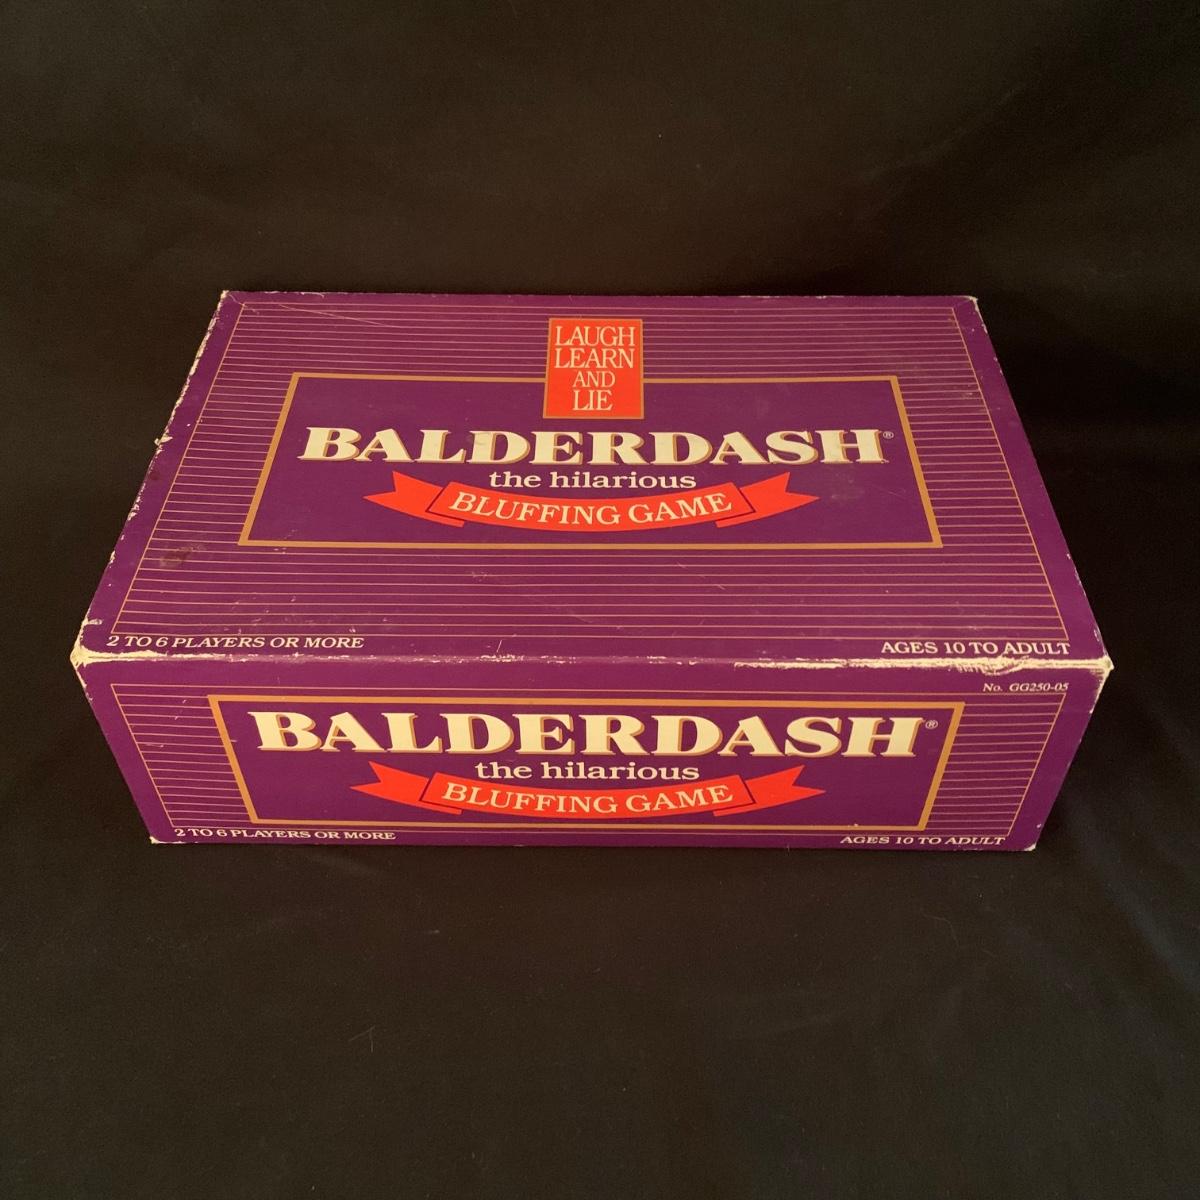 LAUGH
LEARN
AND
LIE
BALDERDASH®
the hilarious
BLUFFING GAME
2 TO 6 PLAYERS OR MORE
AGES 10 TO ADULT
No. GG250-05
BALDERDASH®
the hilarious
BLUFFING GAME
2 TO 6 PLAYERS OR MORE
AGES 10 TO ADULT